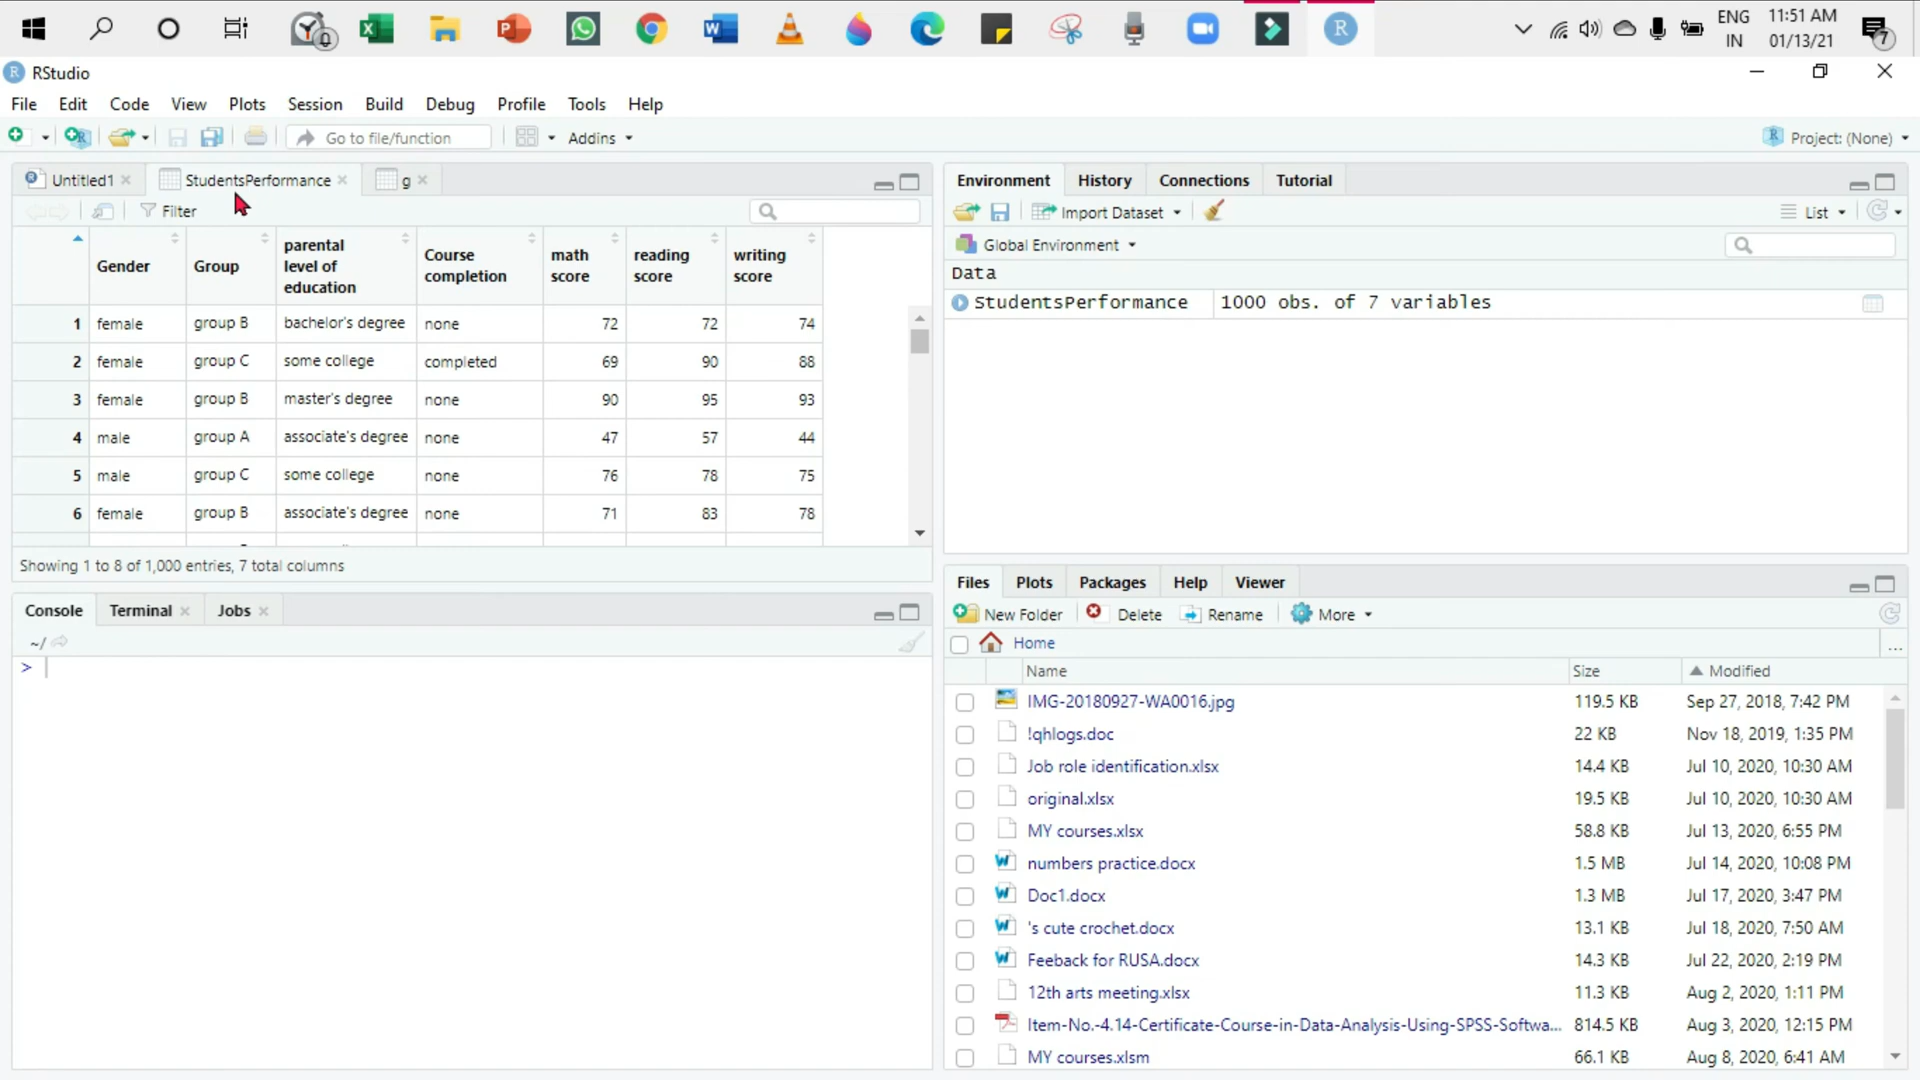 ENG
IN
11:51 AM
01/13/21
7
RStudio
File Edit Code View Plots Session Build Debug Profile Tools Help
Go to file/function Addins Project: (None)
Untitled1 StudentsPerformance g
Filter
Gender Group parental level of education Course completion math score reading score writing score
1 female group B bachelor's degree none 72 72 74
2 female group C some college completed 69 90 88
3 female group B master's degree none 90 95 93
4 male group A associate's degree none 47 57 44
5 male group C some college none 76 78 75
6 female group B associate's degree none 71 83 78
Showing 1 to 8 of 1,000 entries, 7 total columns
Console Terminal Jobs
~/
>
Environment History Connections Tutorial
Import Dataset List
Global Environment
Data
StudentsPerformance 1000 obs. of 7 variables
Files Plots Packages Help Viewer
New Folder Delete Rename More
Home ...
Name Size Modified
IMG-20180927-WA0016.jpg 119.5 KB Sep 27, 2018, 7:42 PM
!qhlogs.doc 22 KB Nov 18, 2019, 1:35 PM
Job role identification.xlsx 14.4 KB Jul 10, 2020, 10:30 AM
original.xlsx 19.5 KB Jul 10, 2020, 10:30 AM
MY courses.xlsx 58.8 KB Jul 13, 2020, 6:55 PM
numbers practice.docx 1.5 MB Jul 14, 2020, 10:08 PM
Doc1.docx 1.3 MB Jul 17, 2020, 3:47 PM
's cute crochet.docx 13.1 KB Jul 18, 2020, 7:50 AM
Feeback for RUSA.docx 14.3 KB Jul 22, 2020, 2:19 PM
12th arts meeting.xlsx 11.3 KB Aug 2, 2020, 1:11 PM
Item-No.-4.14-Certificate-Course-in-Data-Analysis-Using-SPSS-Softwa... 814.5 KB Aug 3, 2020, 12:15 PM
MY courses.xlsm 66.1 KB Aug 8, 2020, 6:41 AM